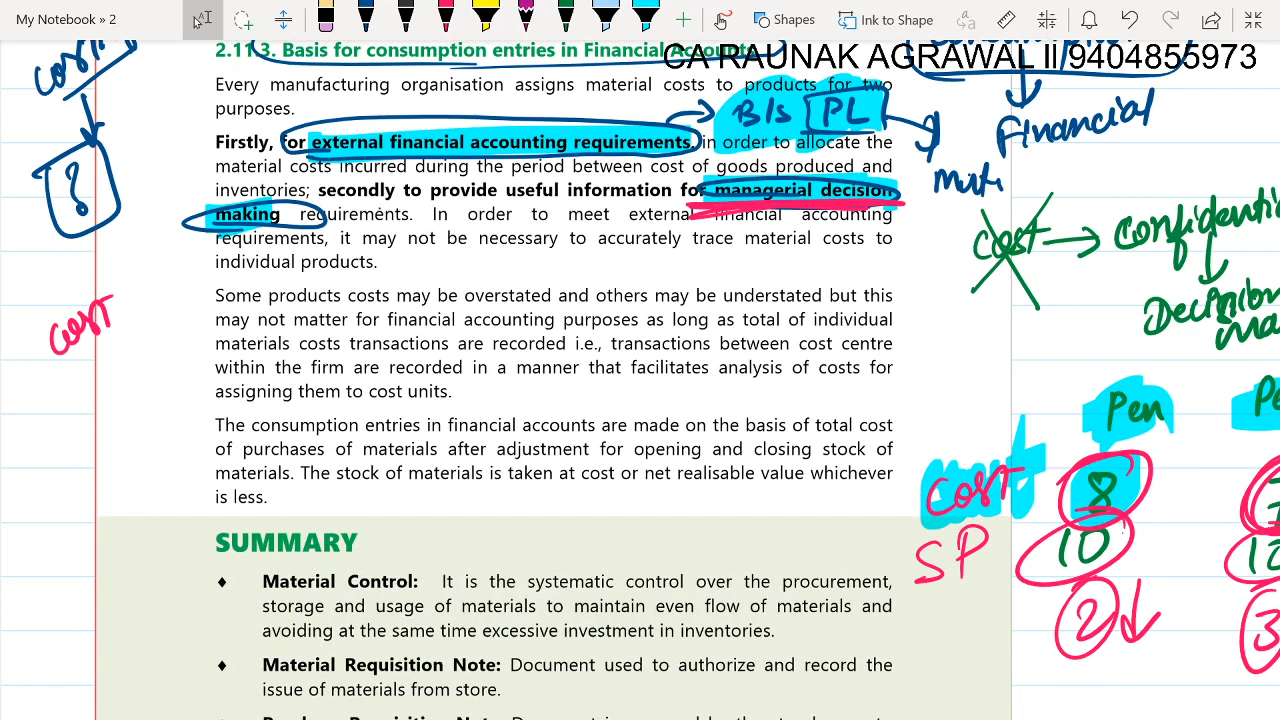 My Notebook » 2
Shapes
Ink to Shape
2.11.3. Basis for consumption entries in Financial Accounts
CA RAUNAK AGRAWAL II 9404855973
Every manufacturing organisation assigns material costs to products for two
purposes.
Firstly, for external financial accounting requirements, in order to allocate the
material costs incurred during the period between cost of goods produced and
inventories; secondly to provide useful information for managerial decision
making requirements. In order to meet external financial accounting
requirements, it may not be necessary to accurately trace material costs to
individual products.
Some products costs may be overstated and others may be understated but this
may not matter for financial accounting purposes as long as total of individual
materials costs transactions are recorded i.e., transactions between cost centre
within the firm are recorded in a manner that facilitates analysis of costs for
assigning them to cost units.
The consumption entries in financial accounts are made on the basis of total cost
of purchases of materials after adjustment for opening and closing stock of
materials. The stock of materials is taken at cost or net realisable value whichever
is less.
SUMMARY
♦ Material Control: It is the systematic control over the procurement,
storage and usage of materials to maintain even flow of materials and
avoiding at the same time excessive investment in inventories.
♦ Material Requisition Note: Document used to authorize and record the
issue of materials from store.
?
cost
B/s PL
Financial
cost → Confidenti
Decision
Pen
Cost 8
SP 10 12
2 ↓ 3